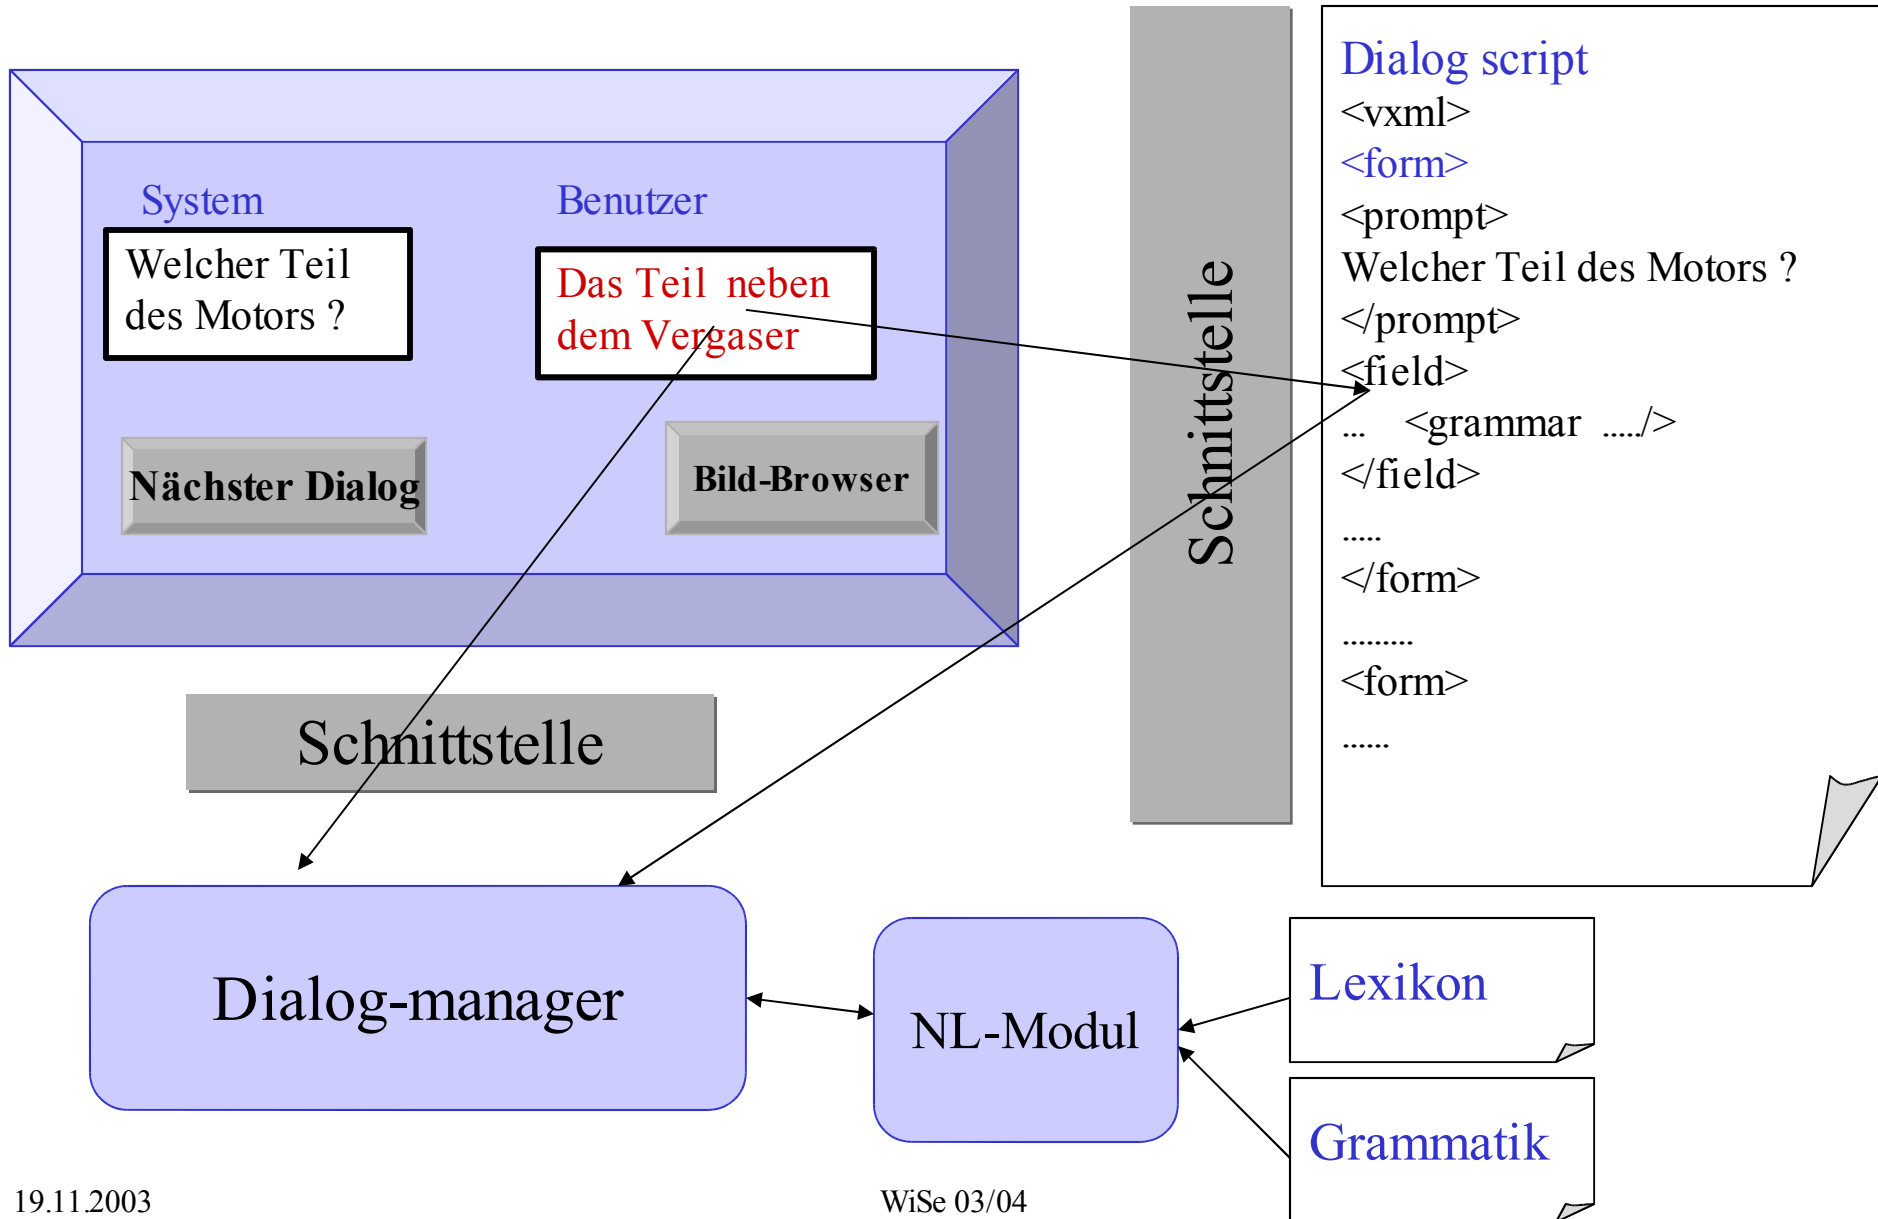 System
Welcher Teil
des Motors ?
Benutzer
Das Teil neben
dem Vergaser
Nächster Dialog
Bild-Browser
Schnittstelle
Schnittstelle
Dialog script
<vxml>
<form>
<prompt>
Welcher Teil des Motors ?
</prompt>
<field>
... <grammar ...../>
</field>
.....
</form>
.........
<form>
......
Dialog-manager
NL-Modul
Lexikon
Grammatik
19.11.2003
WiSe 03/04